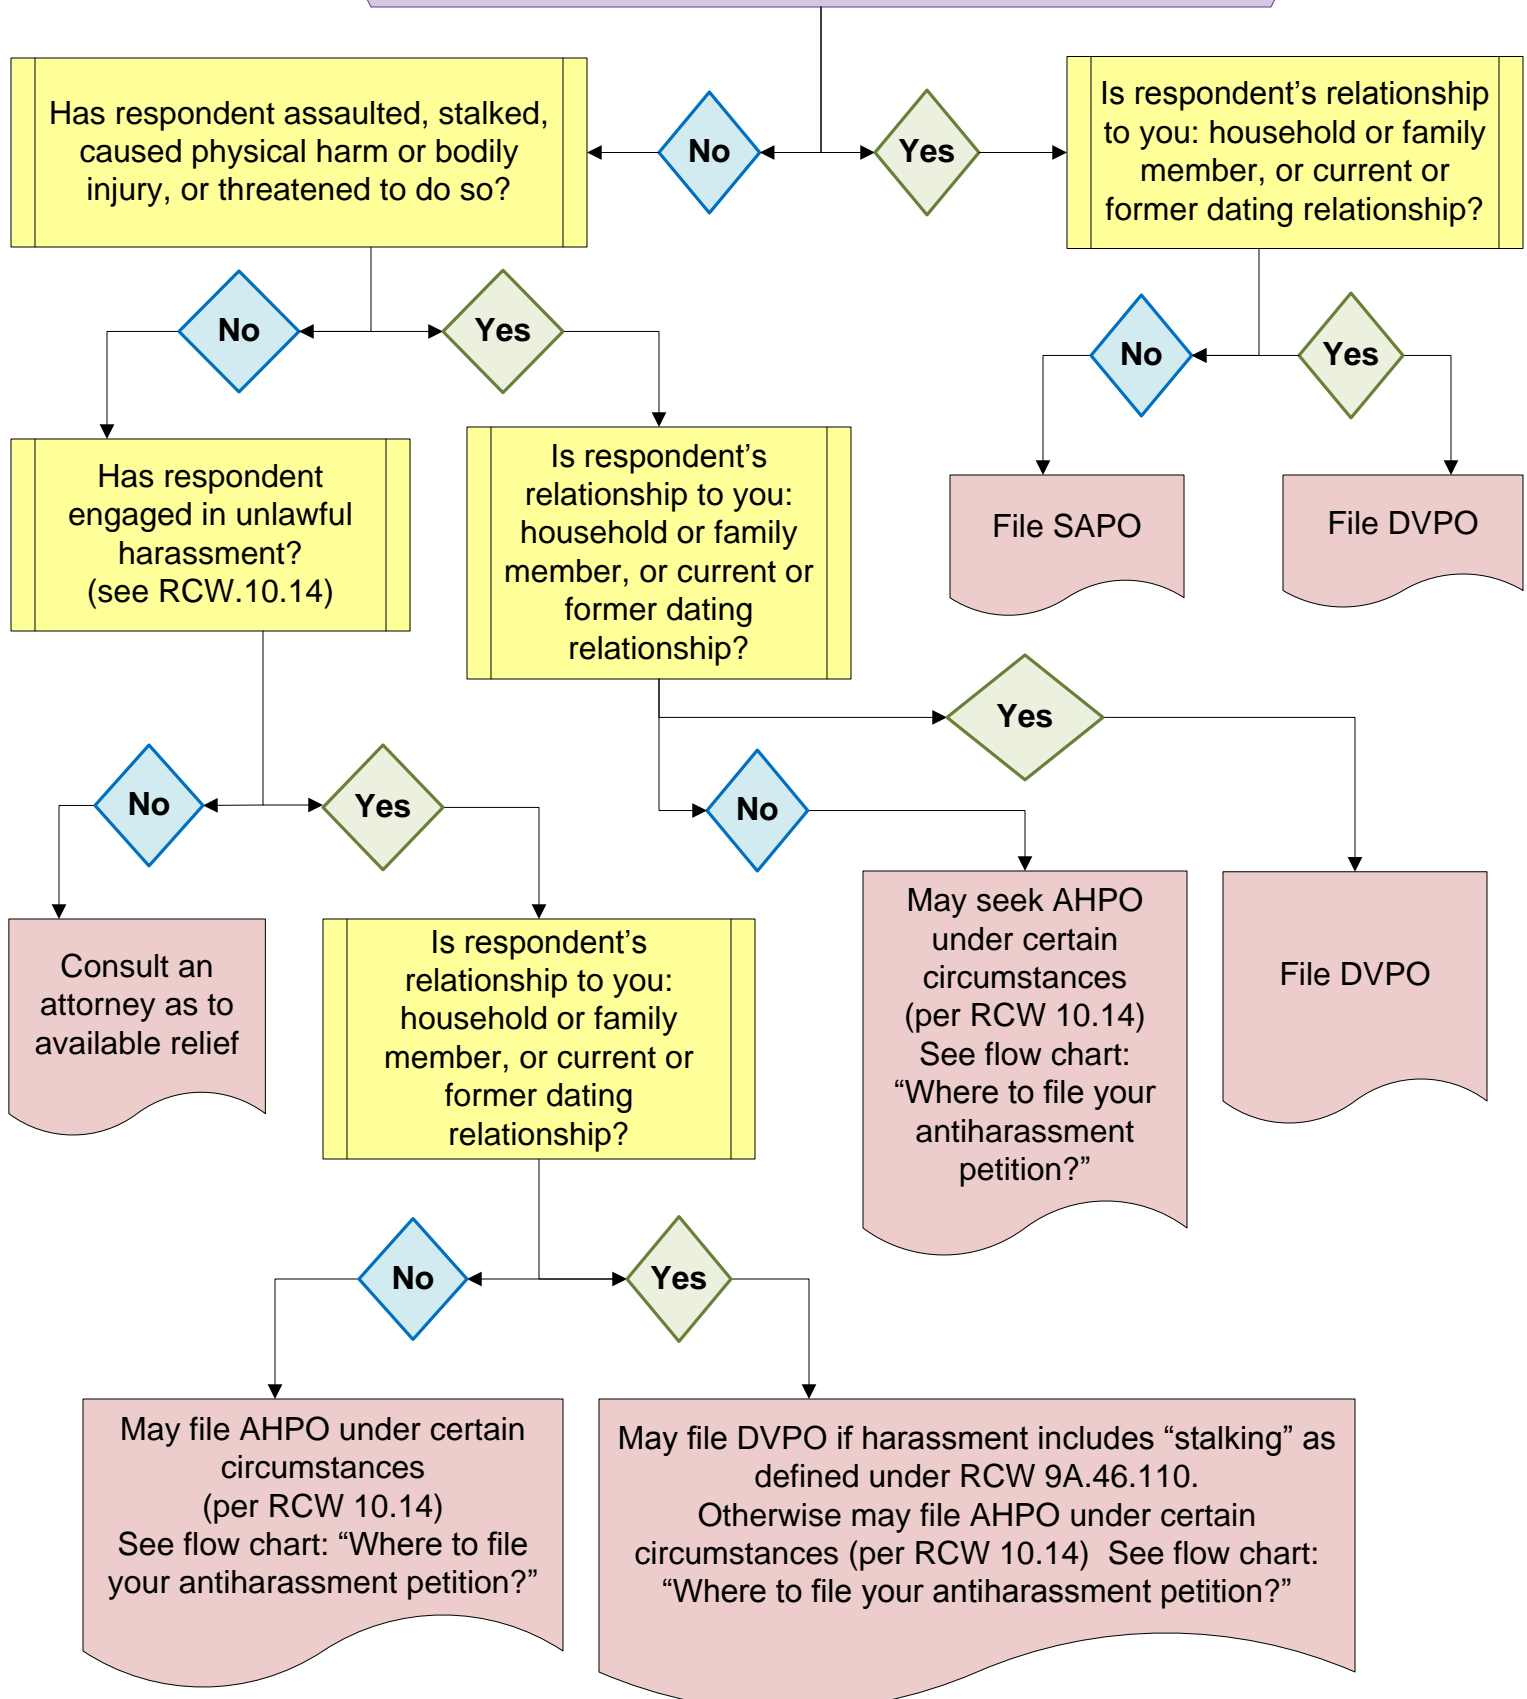 Has respondent assaulted, stalked,
caused physical harm or bodily
injury, or threatened to do so?
No
Yes
Is respondent’s relationship
to you: household or family
member, or current or
former dating relationship?
No
Yes
No
Yes
Has respondent
engaged in unlawful
harassment?
(see RCW.10.14)
Is respondent’s
relationship to you:
household or family
member, or current or
former dating
relationship?
File SAPO
File DVPO
No
Yes
No
Yes
Consult an
attorney as to
available relief
Is respondent’s
relationship to you:
household or family
member, or current or
former dating
relationship?
May seek AHPO
under certain
circumstances
(per RCW 10.14)
See flow chart:
“Where to file your
antiharassment
petition?”
File DVPO
No
Yes
May file AHPO under certain
circumstances
(per RCW 10.14)
See flow chart: “Where to file
your antiharassment petition?”
May file DVPO if harassment includes “stalking” as
defined under RCW 9A.46.110.
Otherwise may file AHPO under certain
circumstances (per RCW 10.14)  See flow chart:
“Where to file your antiharassment petition?”